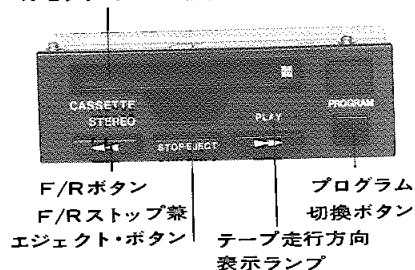 CASSETTE
STEREO
PLAY
PROGRAM
STOP·EJECT
F/Rボタン
F/Rストップ兼
エジェクト・ボタン
テープ走行方向
表示ランプ
プログラム
切換ボタン